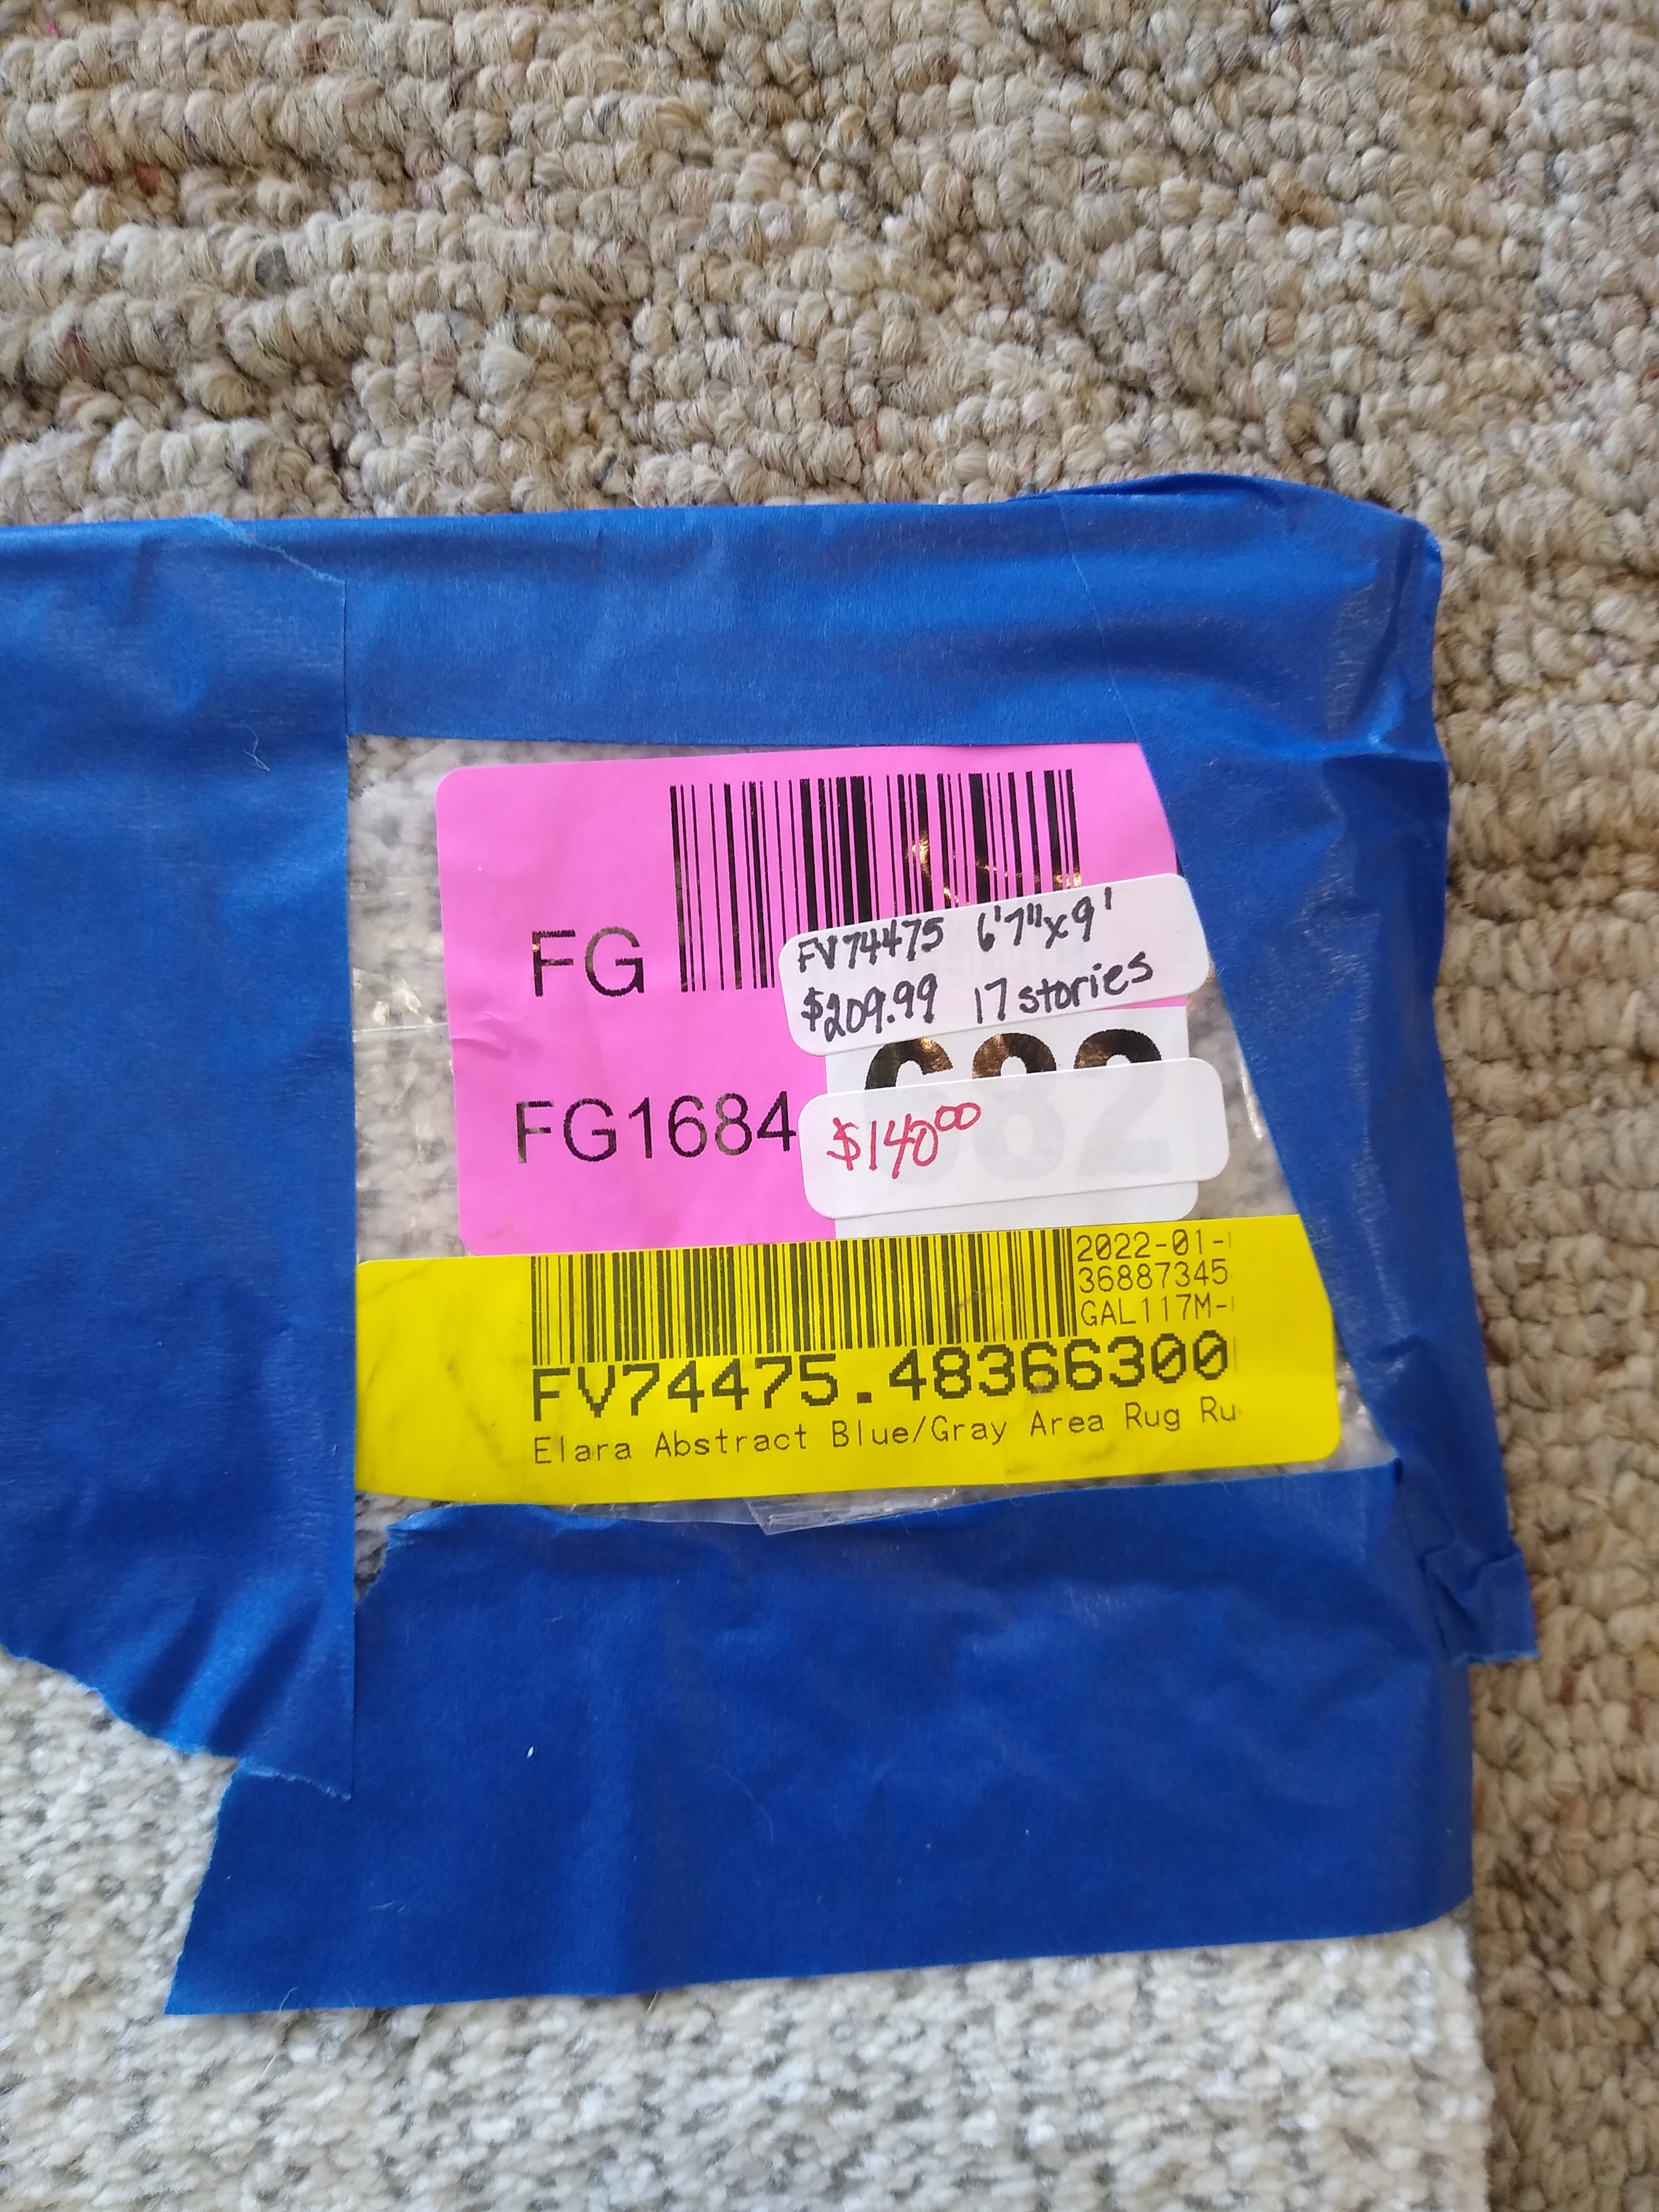 FG
FV74475 6'7"x9'
$209.99 17 stories
FG1684
$140.00
2022-01-
36887345
GAL117M-
FV74475.48366300
Elara Abstract Blue/Gray Area Rug Ru